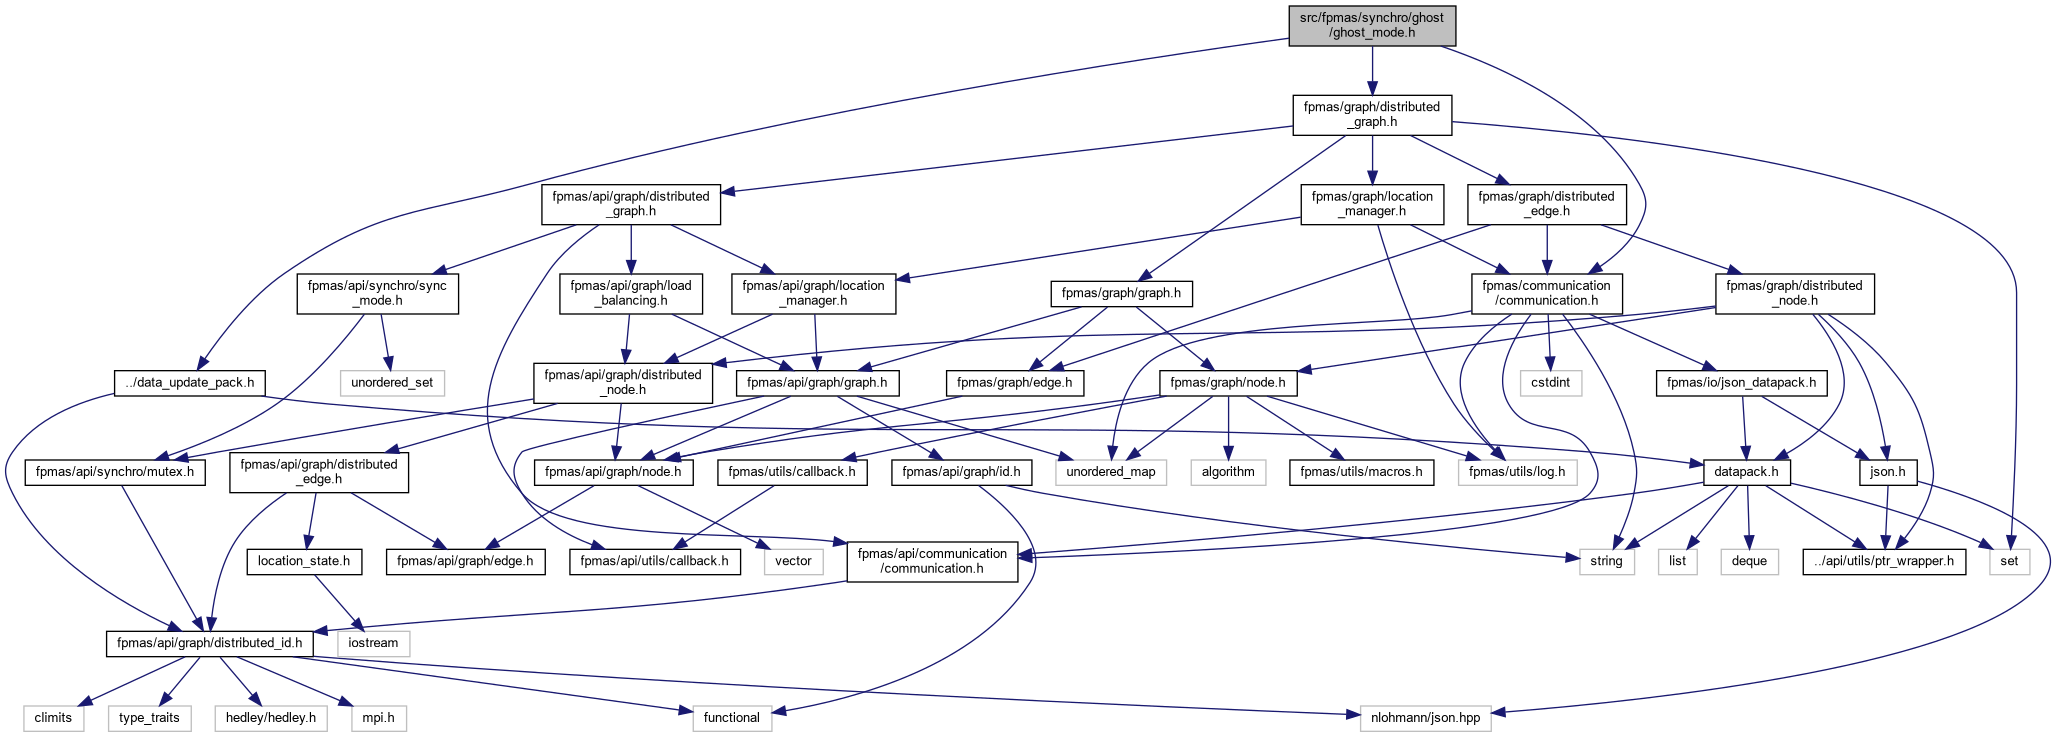 src/fpmas/synchro/ghost
/ghost_mode.h
fpmas/graph/distributed
_graph.h
fpmas/api/graph/distributed
_graph.h
fpmas/graph/location
_manager.h
fpmas/graph/distributed
_edge.h
fpmas/api/synchro/sync
_mode.h
fpmas/api/graph/load
_balancing.h
fpmas/api/graph/location
_manager.h
fpmas/graph/graph.h
fpmas/communication
/communication.h
fpmas/graph/distributed
_node.h
../data_update_pack.h
unordered_set
fpmas/api/graph/distributed
_node.h
fpmas/api/graph/graph.h
fpmas/graph/edge.h
fpmas/graph/node.h
cstdint
fpmas/io/json_datapack.h
fpmas/api/synchro/mutex.h
fpmas/api/graph/distributed
_edge.h
fpmas/api/graph/node.h
fpmas/utils/callback.h
fpmas/api/graph/id.h
unordered_map
algorithm
fpmas/utils/macros.h
fpmas/utils/log.h
datapack.h
json.h
location_state.h
fpmas/api/graph/edge.h
fpmas/api/utils/callback.h
vector
fpmas/api/communication
/communication.h
string
list
deque
../api/utils/ptr_wrapper.h
set
fpmas/api/graph/distributed_id.h
iostream
climits
type_traits
hedley/hedley.h
mpi.h
functional
nlohmann/json.hpp